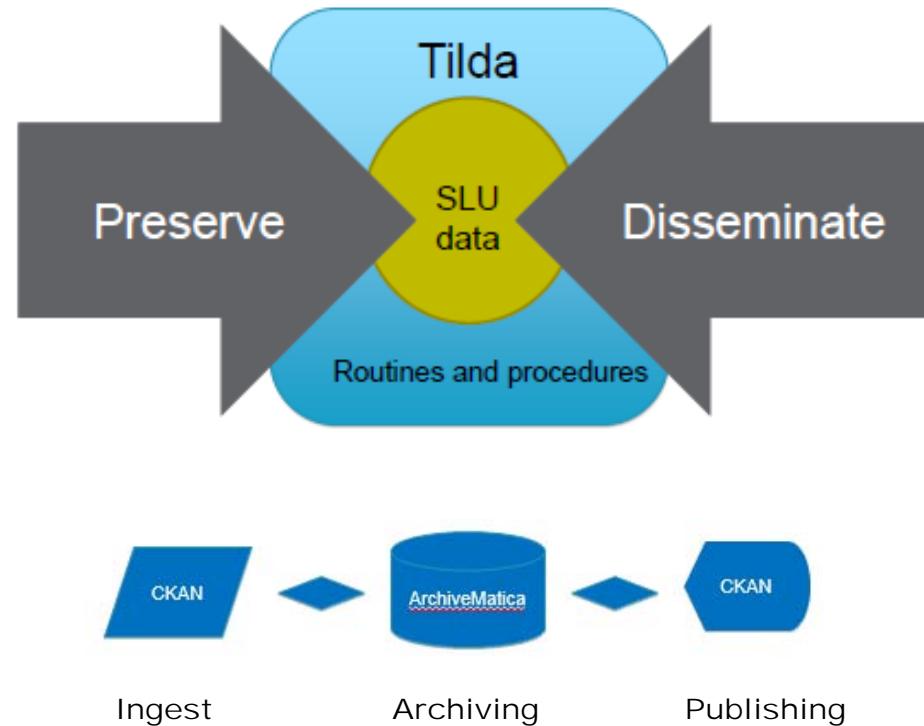 Tilda
SLU
data
Preserve
Disseminate
Routines and procedures
CKAN
ArchiveMatica
CKAN
Ingest
Archiving
Publishing